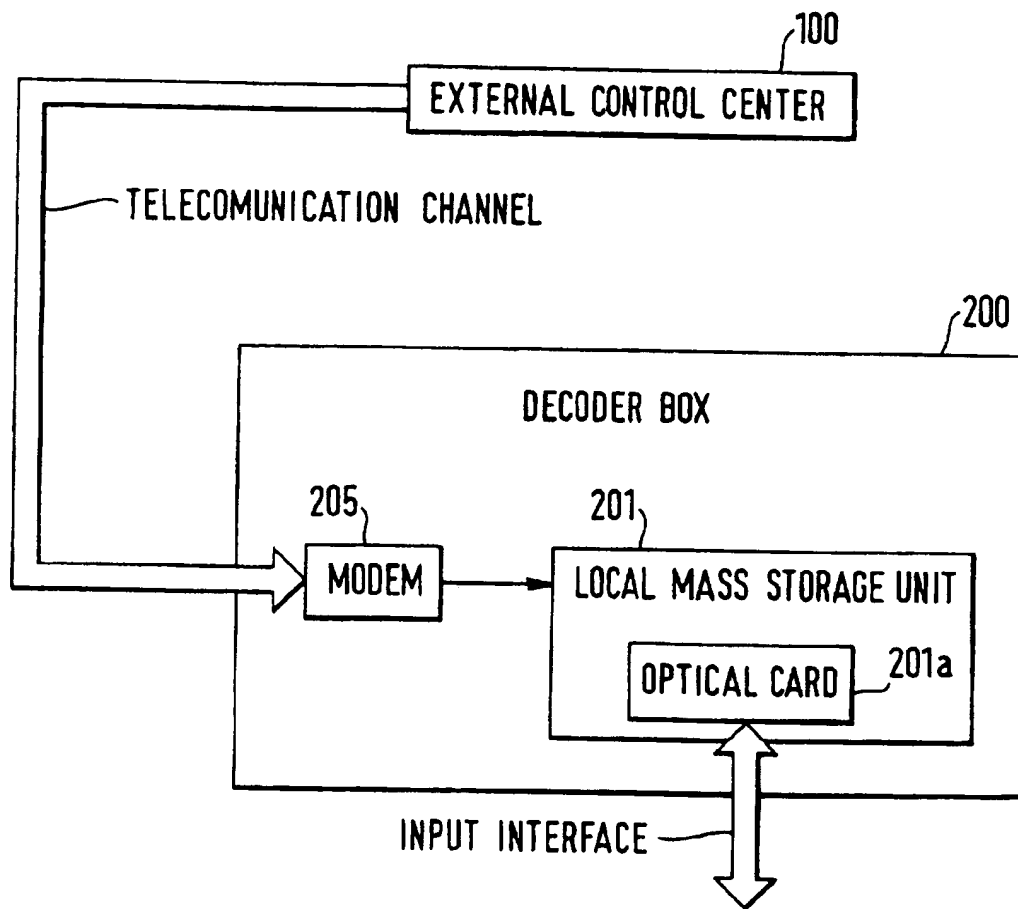 100
EXTERNAL CONTROL CENTER
TELECOMUNICATION CHANNEL
200
DECODER BOX
205
201
MODEM
LOCAL MASS STORAGE UNIT
OPTICAL CARD
201a
INPUT INTERFACE